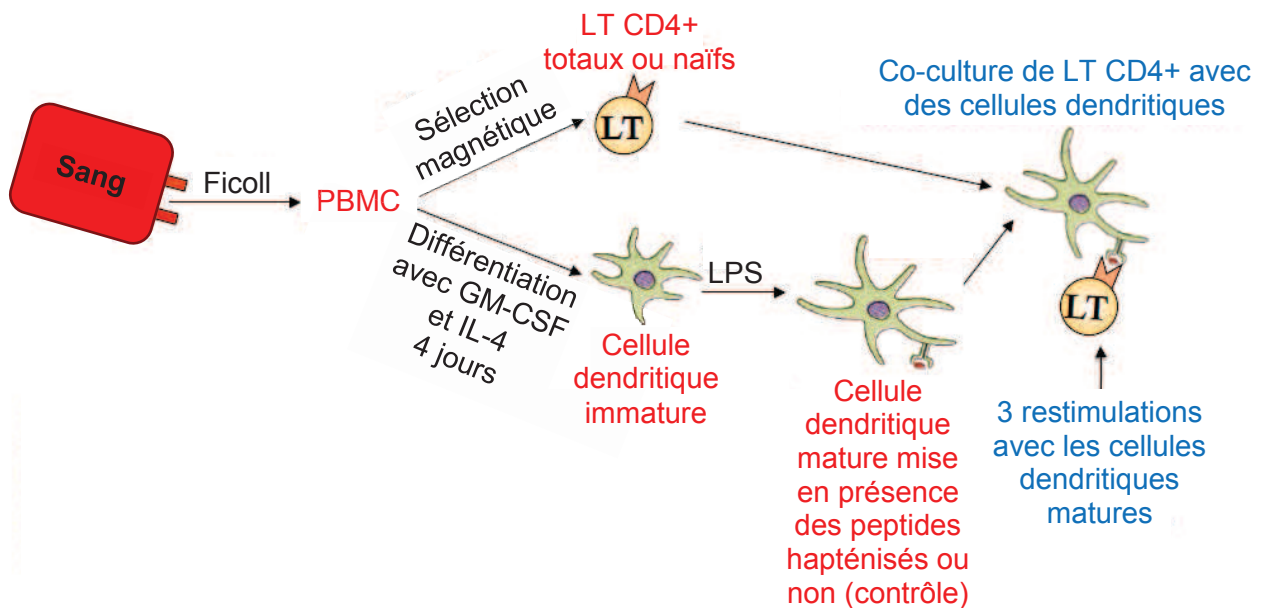 Sang
Ficoll
PBMC
Sélection
magnétique
LT CD4+
totaux ou naïfs
LT
Différentiation
avec GM-CSF
et IL-4
4 jours
Cellule
dendritique
immature
LPS
Cellule
dendritique
mature mise
en présence
des peptides
hapténisés ou
non (contrôle)
Co-culture de LT CD4+ avec
des cellules dendritiques
LT
3 restimulations
avec les cellules
dendritiques
matures